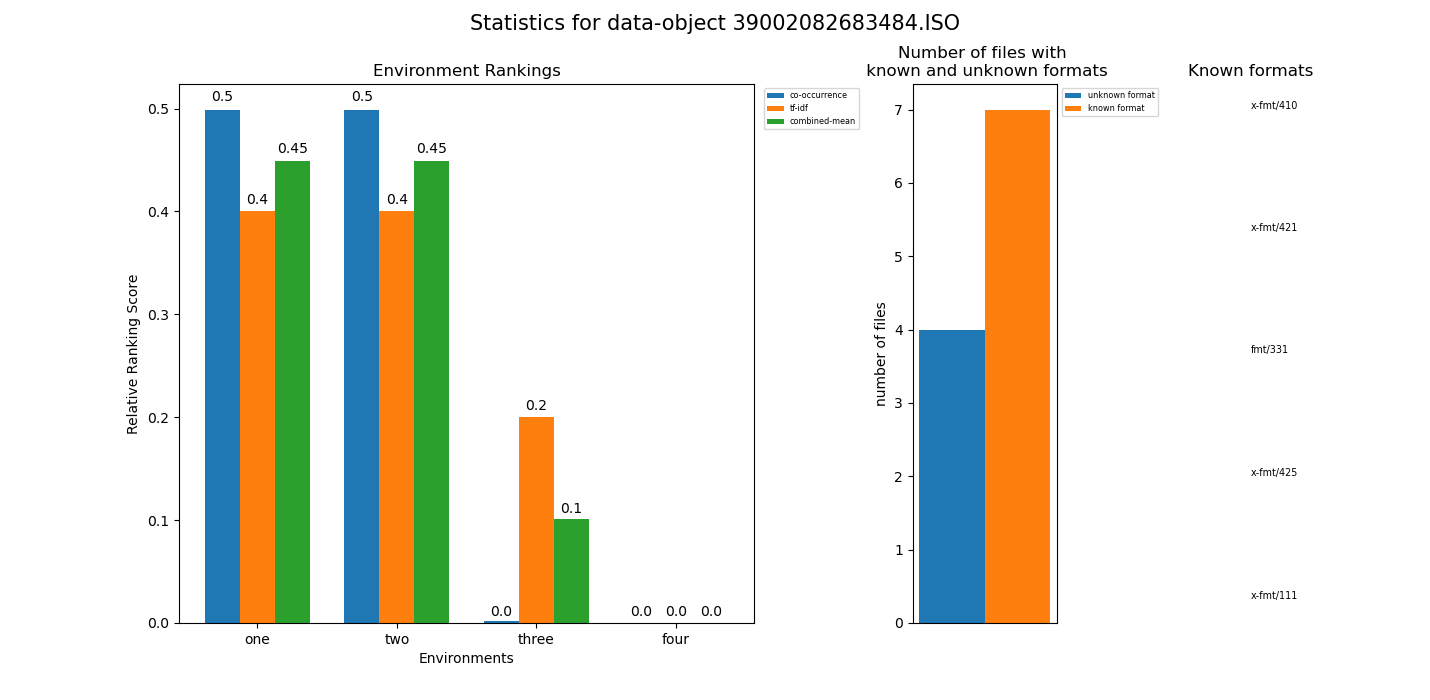 Statistics for data-object 39002082683484.ISO
Environment Rankings
0.5
0.4
0.3
0.2
0.1
0.0
Relative Ranking Score
0.5
0.4
0.45
0.5
0.4
0.45
0.0
0.2
0.1
0.0
0.0
0.0
one
two
three
four
Environments
co-occurrence
tf-idf
combined-mean
Number of files with
known and unknown formats
7
6
5
4
3
2
1
0
number of files
unknown format
known format
Known formats
x-fmt/410
x-fmt/421
fmt/331
x-fmt/425
x-fmt/111